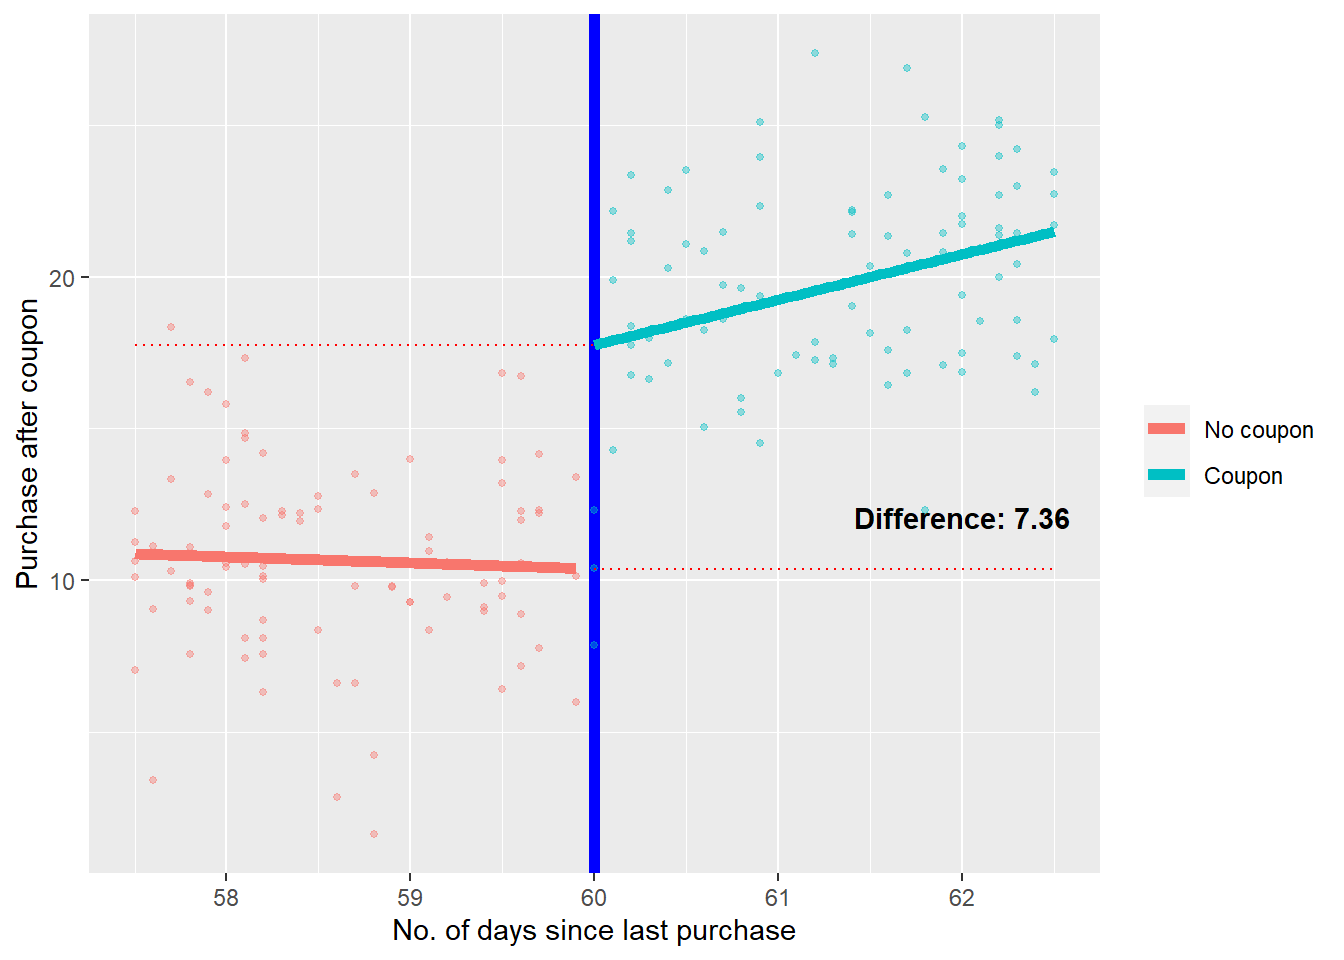 Purchase after coupon
20
10
Difference: 7.36
58
59
60
61
62
No. of days since last purchase
No coupon
Coupon